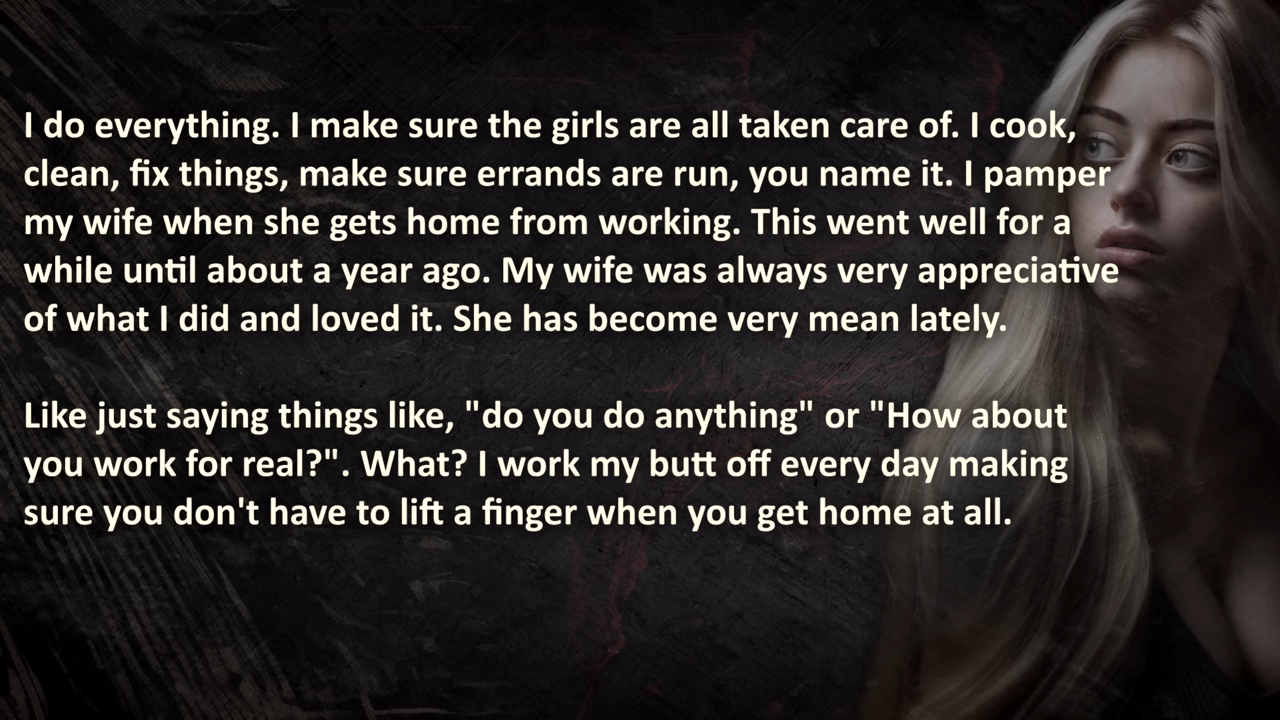 I do everything. I make sure the girls are all taken care of. I cook,
clean, fix things, make sure errands are run, you name it. I pamper
my wife when she gets home from working. This went well for a
while until about a year ago. My wife was always very appreciative
of what I did and loved it. She has become very mean lately.
Like just saying things like, "do you do anything" or "How about
you work for real?". What? I work my butt off every day making
sure you don't have to lift a finger when you get home at all.